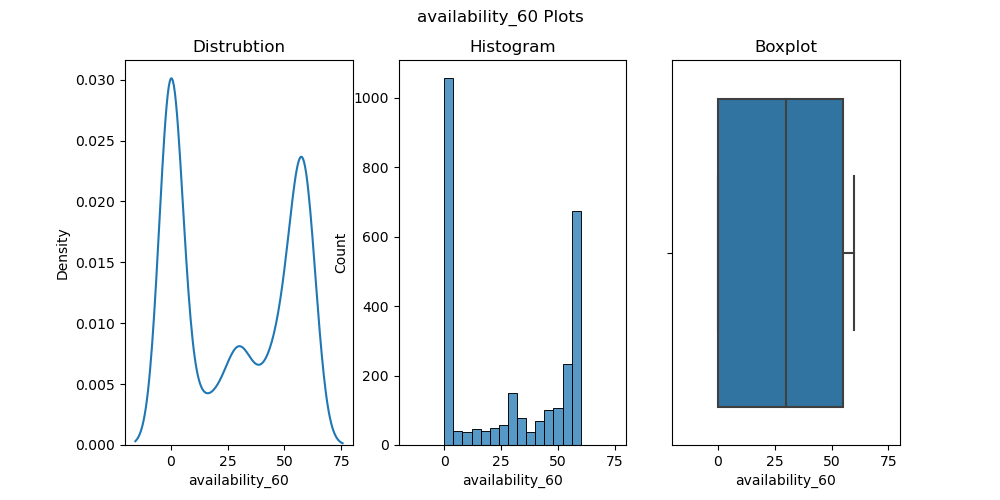 availability_60 Plots
Distrubtion
Density
0.030
0.025
0.020
0.015
0.010
0.005
0.000
0 25 50 75
availability_60
Histogram
Count
1000
800
600
400
200
0
0 25 50 75
availability_60
Boxplot
0 25 50 75
availability_60